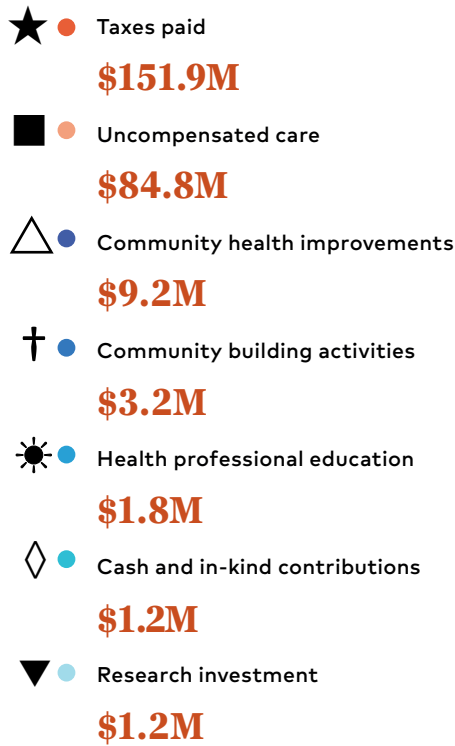 Taxes paid
$151.9M
Uncompensated care
$84.8M
Community health improvements
$9.2M
Community building activities
$3.2M
Health professional education
$1.8M
Cash and in-kind contributions
$1.2M
Research investment
$1.2M